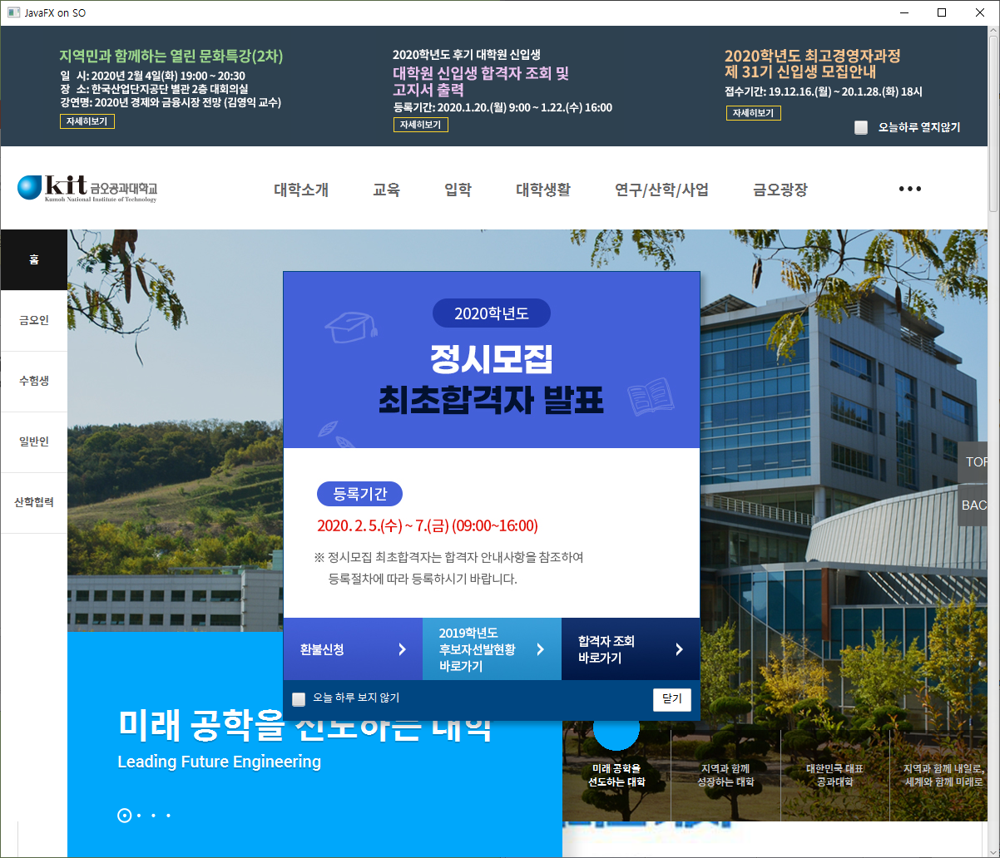 JavaFX on SO
지역민과 함께하는 열린 문화특강(2차)
일 시: 2020년 2월 4일(화) 19:00 ~ 20:30
장 소: 한국산업단지공단 별관 2층 대회의실
강연명: 2020년 경제와 금융시장 전망 (김영익 교수)
자세히보기
2020학년도 후기 대학원 신입생
대학원 신입생 합격자 조회 및
고지서 출력
등록기간: 2020.1.20.(월) 9:00 ~ 1.22.(수) 16:00
자세히보기
2020학년도 최고경영자과정
제 31기 신입생 모집안내
접수기간: 19.12.16.(월) ~ 20.1.28.(화) 18시
자세히보기
오늘하루 열지않기
kit 금오공과대학교
Kumoh National Institute of Technology
대학소개
교육
입학
대학생활
연구/산학/사업
금오광장
홈
금오인
수험생
일반인
산학협력
2020학년도
정시모집
최초합격자 발표
등록기간
2020. 2. 5.(수) ~ 7.(금) (09:00~16:00)
※ 정시모집 최초합격자는 합격자 안내사항을 참조하여
등록절차에 따라 등록하시기 바랍니다.
환불신청
2019학년도
후보자선발현황
바로가기
합격자 조회
바로가기
오늘 하루 보지 않기
닫기
TOP
BAC
미래 공학을 선도하는 대학
Leading Future Engineering
미래 공학을
선도하는 대학
지역과 함께
성장하는 대학
대한민국 대표
공과대학
지역과 함께 내일로,
세계와 함께 미래로